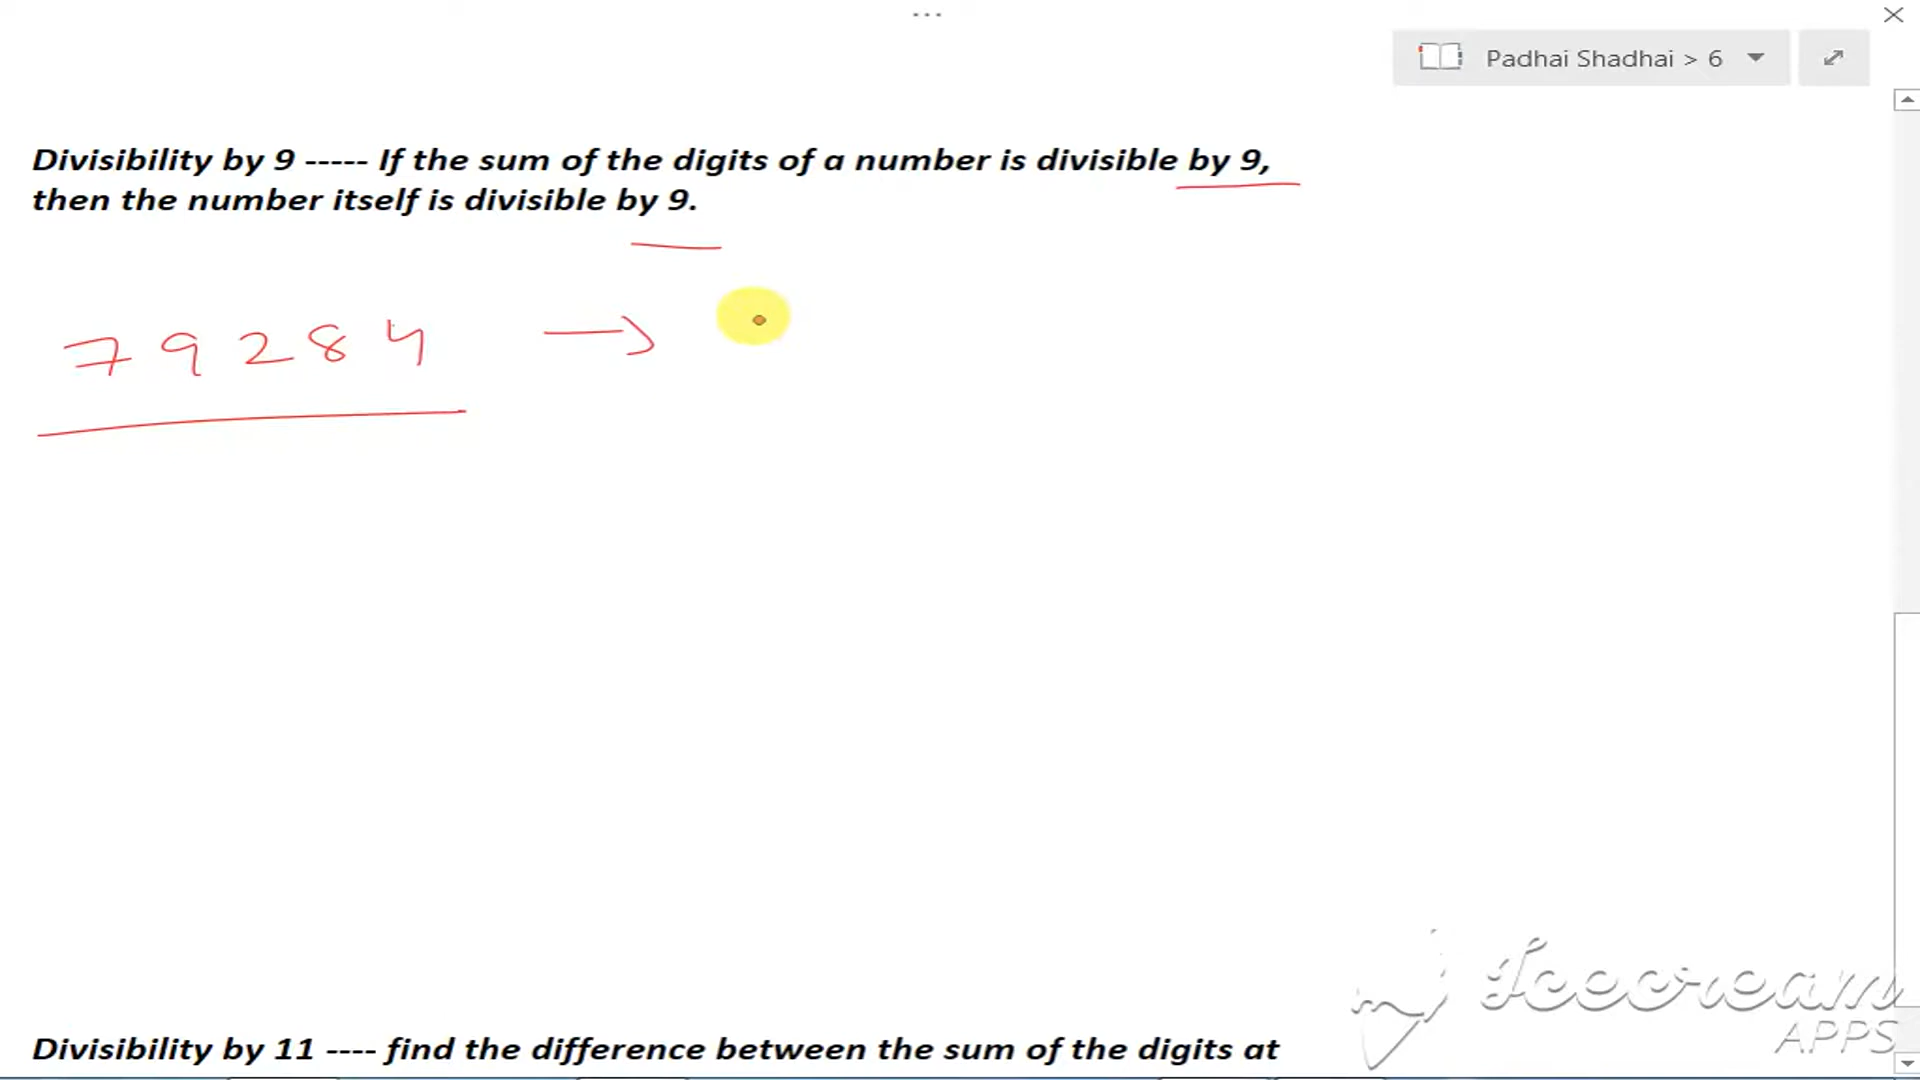 ...
Padhai Shadhai > 6
Divisibility by 9 ----- If the sum of the digits of a number is divisible by 9,
then the number itself is divisible by 9.
7 9 2 8 4 →
Divisibility by 11 ---- find the difference between the sum of the digits at
Icecream
APPS